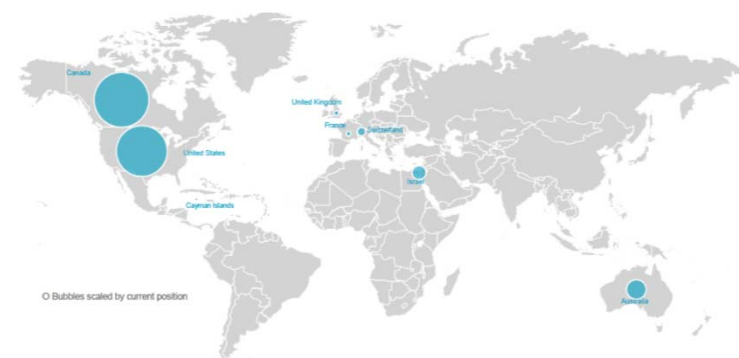 Canada
United Kingdom
France
Switzerland
United States
Israel
Cayman Islands
O Bubbles scaled by current position
Australia